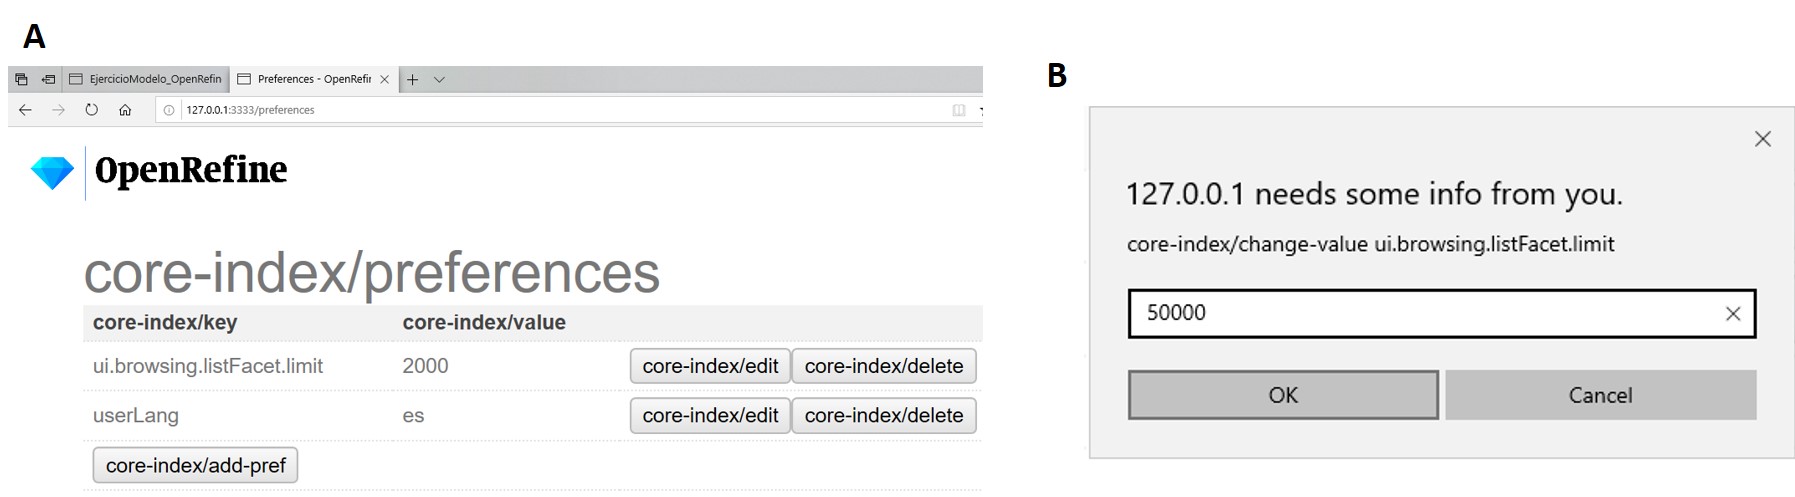 A
EjercicioModelo_OpenRefin
Preferences - OpenRefir
127.0.0.1:3333/preferences
OpenRefine
core-index/preferences
core-index/key core-index/value
ui.browsing.listFacet.limit 2000 core-index/edit core-index/delete
userLang es core-index/edit core-index/delete
core-index/add-pref
B
127.0.0.1 needs some info from you.
core-index/change-value ui.browsing.listFacet.limit
50000
OK Cancel